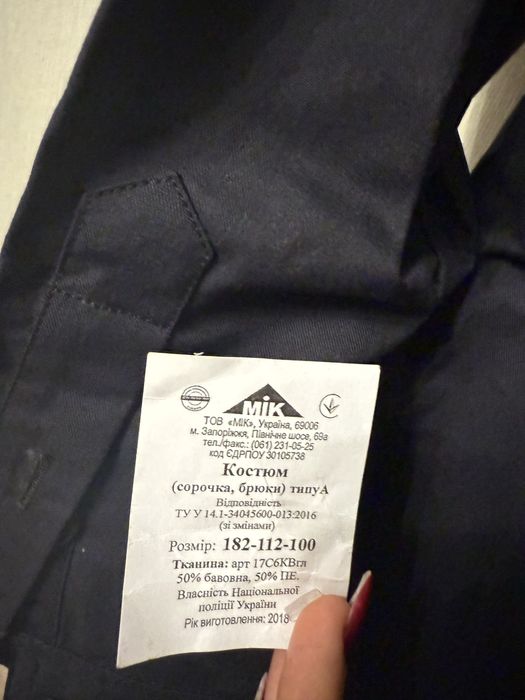 МІК
ТОВ «МІК», Україна, 69006
м. Запоріжжя, Північне шосе, 69а
тел./факс.: (061) 231-05-25
код ЄДРПОУ 30105738
Костюм
(сорочка, брюки) типуА
Відповідність
ТУ У 14.1-34045600-013:2016
(зі змінами)
Розмір: 182-112-100
Тканина: арт 17С6КВгл
50% бавовна, 50% ПЕ.
Власність Національної
поліції України
Рік виготовлення: 2018